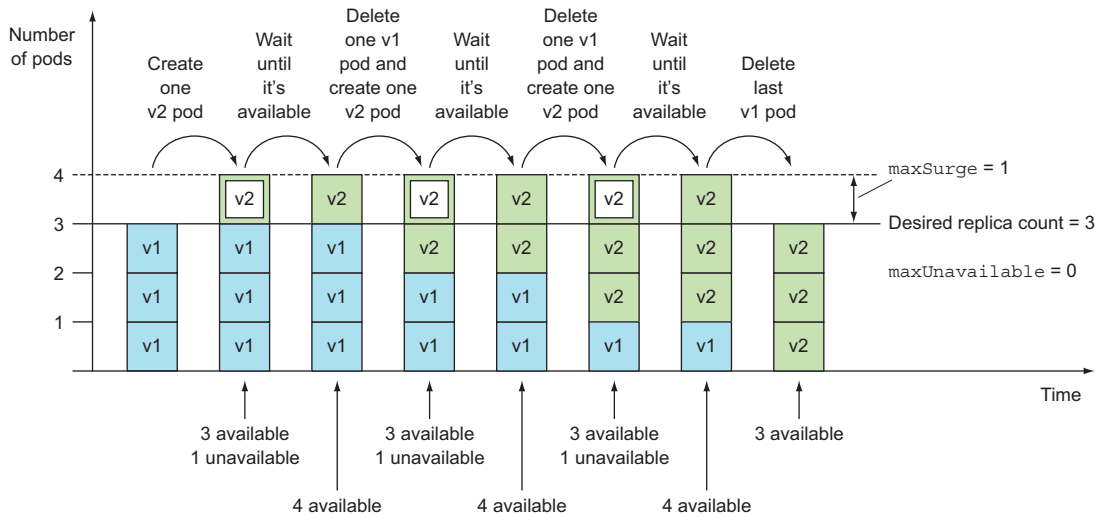 Number
of pods
Create
one
v2 pod
Wait
until
it's
available
Delete
one v1
pod and
create one
v2 pod
Wait
until
it's
available
Delete
one v1
pod and
create one
v2 pod
Wait
until
it's
available
Delete
last
v1 pod
4
3
2
1
v2
v2
v2
v2
v2
v2
v1
v1
v1
v2
v2
v2
v2
v2
v1
v1
v1
v1
v1
v2
v2
v2
v1
v1
v1
v1
v1
v1
v1
v2
maxSurge = 1
Desired replica count = 3
maxUnavailable = 0
Time
3 available
1 unavailable
4 available
3 available
1 unavailable
4 available
3 available
1 unavailable
4 available
3 available